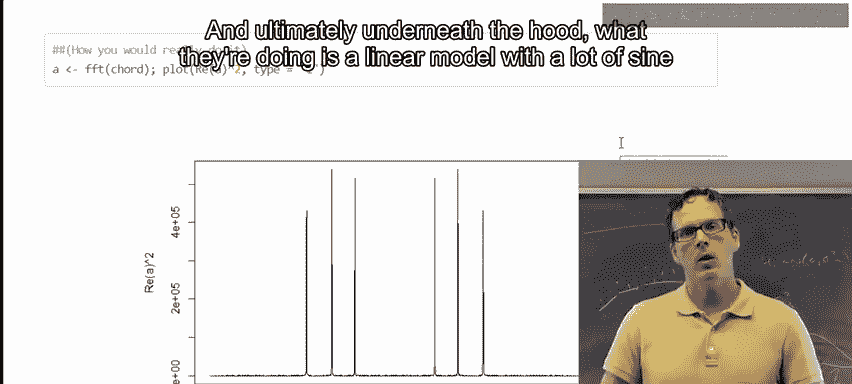 And ultimately underneath the hood, what
they're doing is a linear model with a lot of sine
##(How you would
a <- fft(chord); plot(Re(a)^2, type =
Re(a)^2
4e+05
2e+05
e+00